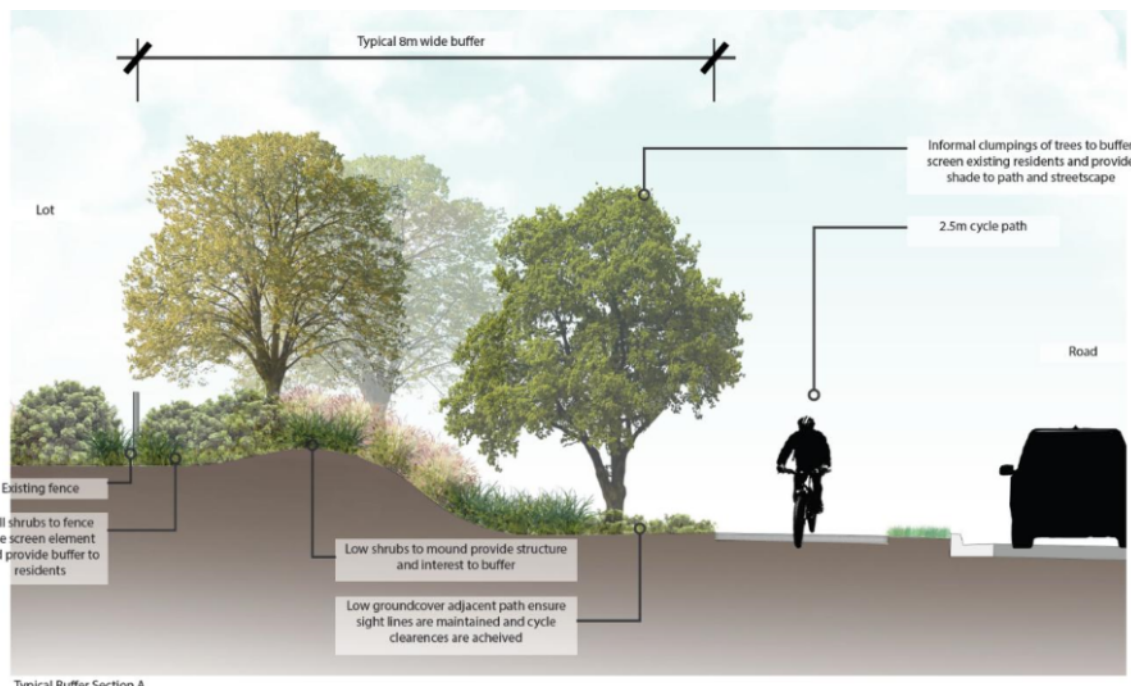 Typical 8m wide buffer
Informal clumpings of trees to buffer
screen existing residents and provide
shade to path and streetscape
Lot
2.5m cycle path
Road
Existing fence
shrubs to fence
screen element
provide buffer to
residents
Low shrubs to mound provide structure
and interest to buffer
Low groundcover adjacent path ensure
sight lines are maintained and cycle
clearences are acheived
Typical Buffer Section A